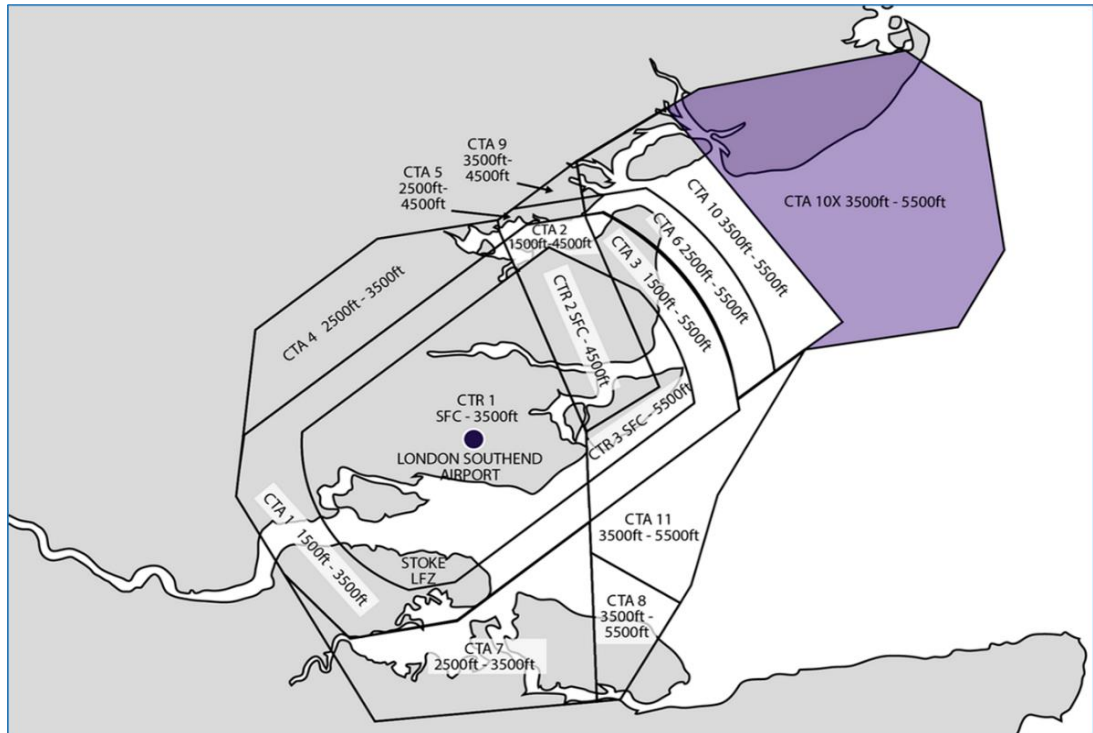 CTA 9
3500ft-
4500ft
CTA 5
2500ft-
4500ft
CTA 10 3500ft - 5500ft
CTA 10X 3500ft - 5500ft
CTA 2
1500ft-4500ft
CTA 6 2500ft - 5500ft
CTA 3 1500ft - 5500ft
CTA 4 2500ft - 3500ft
CTR 2 SFC - 4500ft
CTR 1
SFC - 3500ft
CTR 3 SFC - 5500ft
LONDON SOUTHEND
AIRPORT
CTA 1 1500ft - 3500ft
CTA 11
3500ft - 5500ft
STOKE
LFZ
CTA 8
3500ft -
5500ft
CTA 7
2500ft - 3500ft